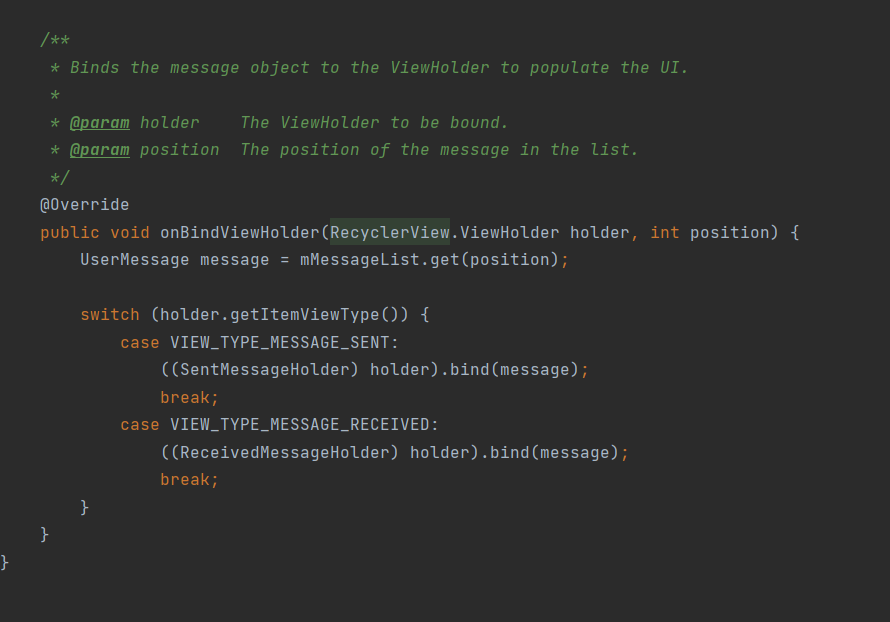 /**
 * Binds the message object to the ViewHolder to populate the UI.
 *
 * @param holder    The ViewHolder to be bound.
 * @param position  The position of the message in the list.
 */
@Override
public void onBindViewHolder(RecyclerView.ViewHolder holder, int position) {
    UserMessage message = mMessageList.get(position);

    switch (holder.getItemViewType()) {
        case VIEW_TYPE_MESSAGE_SENT:
            ((SentMessageHolder) holder).bind(message);
            break;
        case VIEW_TYPE_MESSAGE_RECEIVED:
            ((ReceivedMessageHolder) holder).bind(message);
            break;
    }
}
}